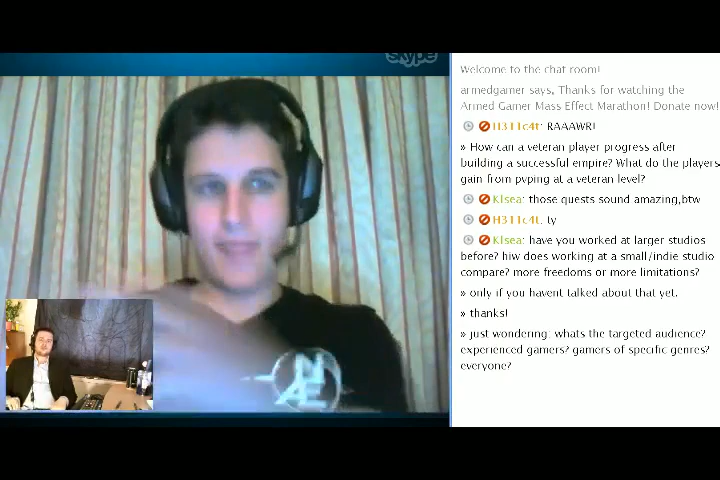 skype
Welcome to the chat room!
armedgamer says, Thanks for watching the
Armed Gamer Mass Effect Marathon! Donate now!
H311c4t: RAAAWR!
» How can a veteran player progress after
building a successful empire? What do the players
gain from pvping at a veteran level?
Klsea: those quests sound amazing,btw
H311c4t: ty
Klsea: have you worked at larger studios
before? hiw does working at a small/indie studio
compare? more freedoms or more limitations?
» only if you havent talked about that yet.
» thanks!
» just wondering: whats the targeted audience?
experienced gamers? gamers of specific genres?
everyone?